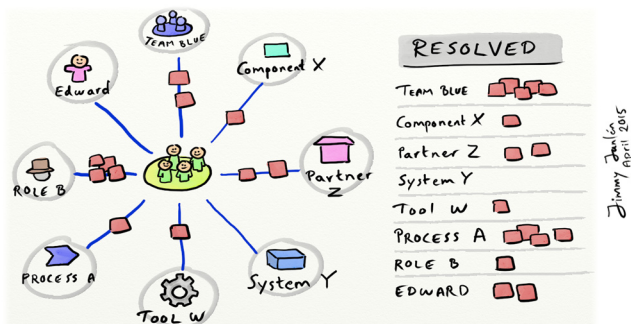 TEAM BLUE
Edward
Component X
ROLE B
Partner
Z
PROCESS A
TOOL W
System Y
RESOLVED
TEAM BLUE
Component X
Partner Z
System Y
TOOL W
PROCESS A
ROLE B
EDWARD
Jimmy Janlén
April 2015